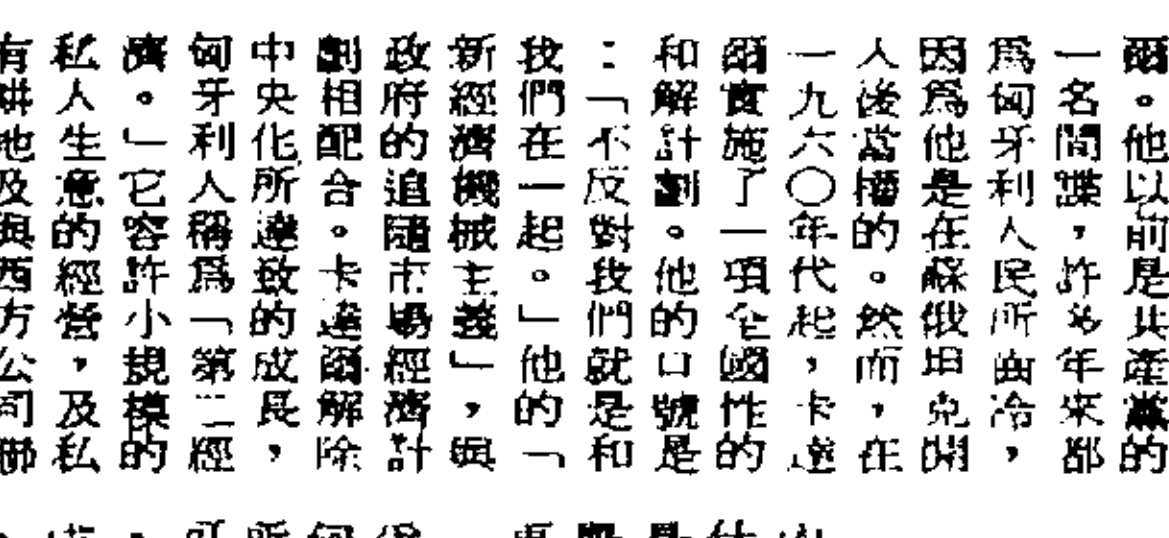 爾。他以前是共產黨的
一名間諜，許多年來都
爲匈牙利人民所齒冷，
因爲他是在蘇俄坦克開
人後當權的。然而，在
一九六〇年代起，卡達
爾實施了一項全國性的
和解計劃。他的口號是
：「不反對我們就是和
我們在一起。」他的「
新經濟機械主義」，與
政府的追隨市場經濟計
劃相配合。卡達爾解除
中央化所達致的成長，
匈牙利人稱爲「第二經
濟。」它容許小規模的
私人生意的經營，及私
有耕地及與西方公司聯